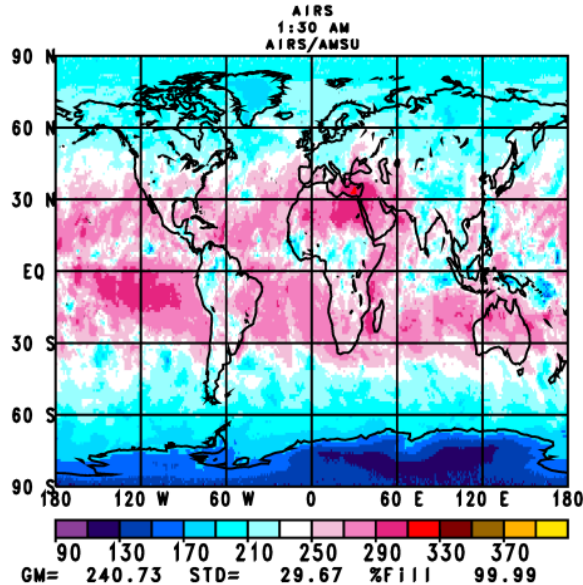 AIRS
1:30 AM
AIRS/AMSU
90 N
60 N
30 N
EQ
30 S
60 S
90 S
180 120 W 60 W 0 60 E 120 E 180
90 130 170 210 250 290 330 370
GM= 240.73 STD= 29.67 %Fill 99.99